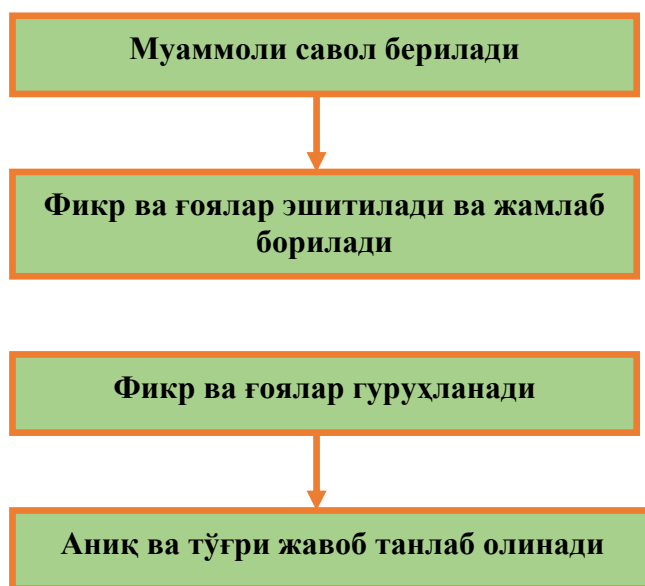 Муаммоли савол берилади
Фикр ва ғоялар эшитилади ва жамлаб
борилади
Фикр ва ғоялар гуруҳланади
Аниқ ва тўғри жавоб танлаб олинади